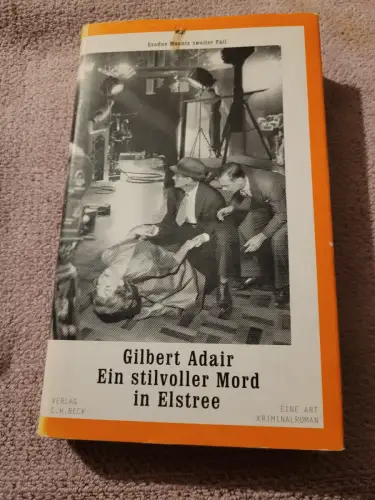 Evadne Mounts zweiter Fall
Gilbert Adair
Ein stilvoller Mord
in Elstree
VERLAG
C.H.BECK
EINE ART
KRIMINALROMAN